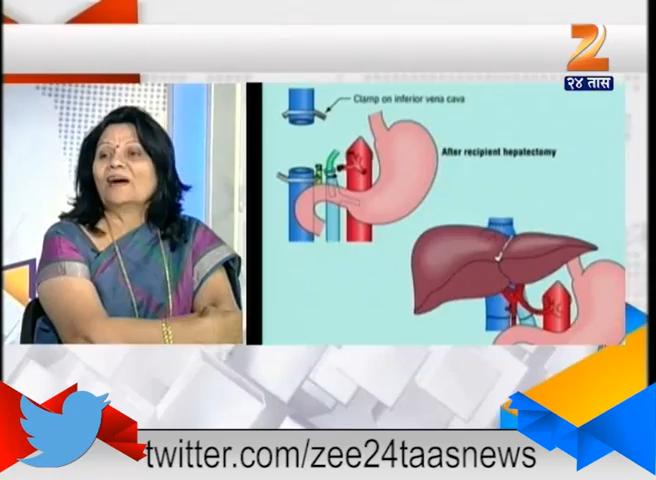 २४ तास
Clamp on inferior vena cava
After recipient hepatectomy
twitter.com/zee24taasnews